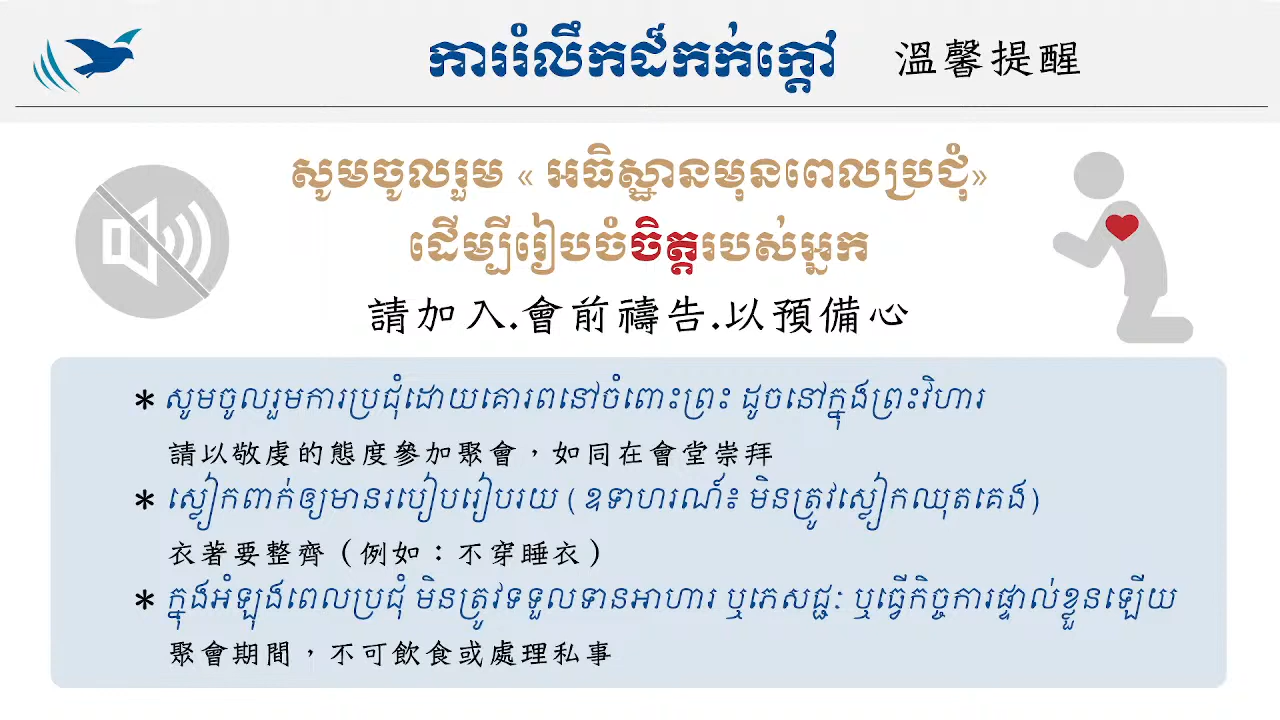 ការរំលឹកដ៏កក់ក្ដៅ 溫馨提醒
សូមចូលរួម « អធិស្ឋានមុនពេលប្រជុំ»
ដើម្បីរៀបចំចិត្តរបស់អ្នក
請加入.會前禱告.以預備心
* សូមចូលរួមការប្រជុំដោយគោរពនៅចំពោះព្រះ ដូចនៅក្នុងព្រះវិហារ
請以敬虔的態度參加聚會，如同在會堂崇拜
* ស្លៀកពាក់ឲ្យមានរបៀបរៀបរយ ( ឧទាហរណ៍៖ មិនត្រូវស្លៀកឈុតគេង)
衣著要整齊（例如：不穿睡衣）
* ក្នុងអំឡុងពេលប្រជុំ មិនត្រូវទទួលទានអាហារ ឬភេសជ្ជៈ ឬធ្វើកិច្ចការផ្ទាល់ខ្លួនឡើយ
聚會期間，不可飲食或處理私事